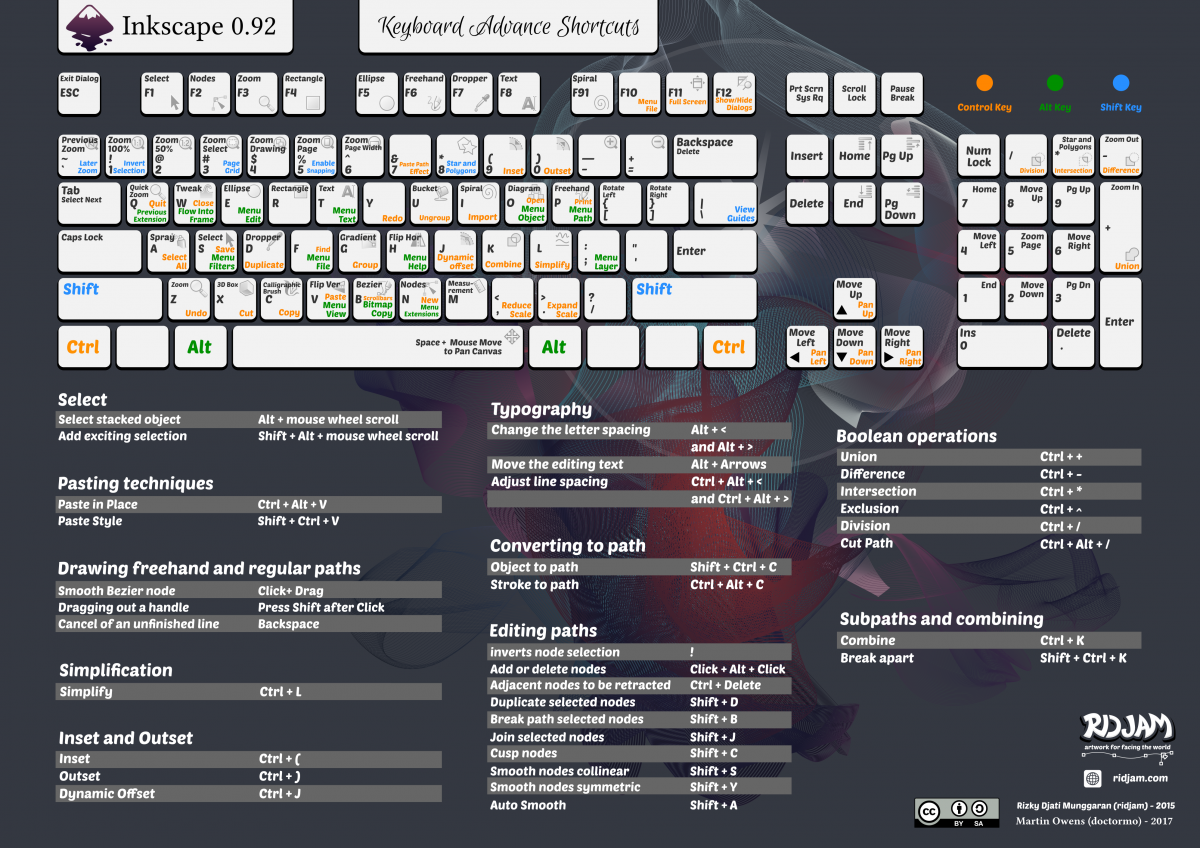 Inkscape 0.92
Keyboard Advance Shortcuts
Exit Dialog
ESC
Select
F1
Nodes
F2
Zoom
F3
Rectangle
F4
Ellipse
F5
Freehand
F6
Dropper
F7
Text
F8
Spiral
F91
F10
Menu
File
F11
Full Screen
F12
Show/Hide
Dialogs
Prt Scrn
Sys Rq
Scroll
Lock
Pause
Break
Control Key
Alt Key
Shift Key
Previous
Zoom
~
`
Later
Zoom
Zoom
100%
!
1
Invert
Selection
Zoom
50%
@
2
Zoom
Select
#
3
Page
Grid
Zoom
Drawing
$
4
Zoom
Page
%
5
Enable
Snapping
Zoom
Page Width
^
6
&
7
Paste Path
Effect
*
8
Star and
Polygons
(
9
Inset
)
0
Outset
—
–
+
=
Backspace
Delete
Insert
Home
Pg Up
Num
Lock
/
Division
Star and
Polygons
*
Intersection
Zoom Out
-
Difference
Tab
Select Next
Quick
Zoom
Q
Quit
Previous
Extension
Tweak
W
Close
Flow Into
Frame
Ellipse
E
Menu
Edit
Rectangle
R
Text
T
Menu
Text
Y
Redo
Bucket
U
Ungroup
Spiral
I
Import
Diagram
O
Open
Menu
Object
Freehand
P
Print
Menu
Path
Rotate
Left
{
[
Rotate
Right
}
]
|
\
View
Guides
Delete
End
Pg
Down
Home
7
Move
Up
8
Pg Up
9
Zoom In
+
Union
Caps Lock
Spray
A
Select
All
Select
S
Save
Menu
Filters
Dropper
D
Duplicate
F
Find
Menu
File
Gradient
G
Group
Flip Hor
H
Menu
Help
J
Dynamic
offset
K
Combine
L
Simplify
:
;
Menu
Layer
"
'
Enter
Move
Left
4
Zoom
Page
5
Move
Right
6
Shift
Zoom
Z
Undo
3D Box
X
Cut
Calligraphic
Brush
C
Copy
Flip Ver
V
Paste
Menu
View
Bezier
B
Scrollbars
Bitmap
Copy
Nodes
N
New
Menu
Extensions
Measu-
rement
M
<
,
Reduce
Scale
>
.
Expand
Scale
?
/
Shift
Move
Up
Pan
Up
End
1
Move
Down
2
Pg Dn
3
Enter
Ctrl
Alt
Space + Mouse Move
to Pan Canvas
Alt
Ctrl
Move
Left
Pan
Left
Move
Down
Pan
Down
Move
Right
Pan
Right
Ins
0
Delete
.
Select
Select stacked object Alt + mouse wheel scroll
Add exciting selection Shift + Alt + mouse wheel scroll
Pasting techniques
Paste in Place Ctrl + Alt + V
Paste Style Shift + Ctrl + V
Drawing freehand and regular paths
Smooth Bezier node Click+ Drag
Dragging out a handle Press Shift after Click
Cancel of an unfinished line Backspace
Simplification
Simplify Ctrl + L
Inset and Outset
Inset Ctrl + (
Outset Ctrl + )
Dynamic Offset Ctrl + J
Typography
Change the letter spacing Alt + <
and Alt + >
Move the editing text Alt + Arrows
Adjust line spacing Ctrl + Alt + <
and Ctrl + Alt + >
Converting to path
Object to path Shift + Ctrl + C
Stroke to path Ctrl + Alt + C
Editing paths
inverts node selection !
Add or delete nodes Click + Alt + Click
Adjacent nodes to be retracted Ctrl + Delete
Duplicate selected nodes Shift + D
Break path selected nodes Shift + B
Join selected nodes Shift + J
Cusp nodes Shift + C
Smooth nodes collinear Shift + S
Smooth nodes symmetric Shift + Y
Auto Smooth Shift + A
Boolean operations
Union Ctrl + +
Difference Ctrl + -
Intersection Ctrl + *
Exclusion Ctrl + ^
Division Ctrl + /
Cut Path Ctrl + Alt + /
Subpaths and combining
Combine Ctrl + K
Break apart Shift + Ctrl + K
RIDJAM
artwork for facing the world
ridjam.com
cc
BY SA
Rizky Djati Munggaran (ridjam) - 2015
Martin Owens (doctormo) - 2017